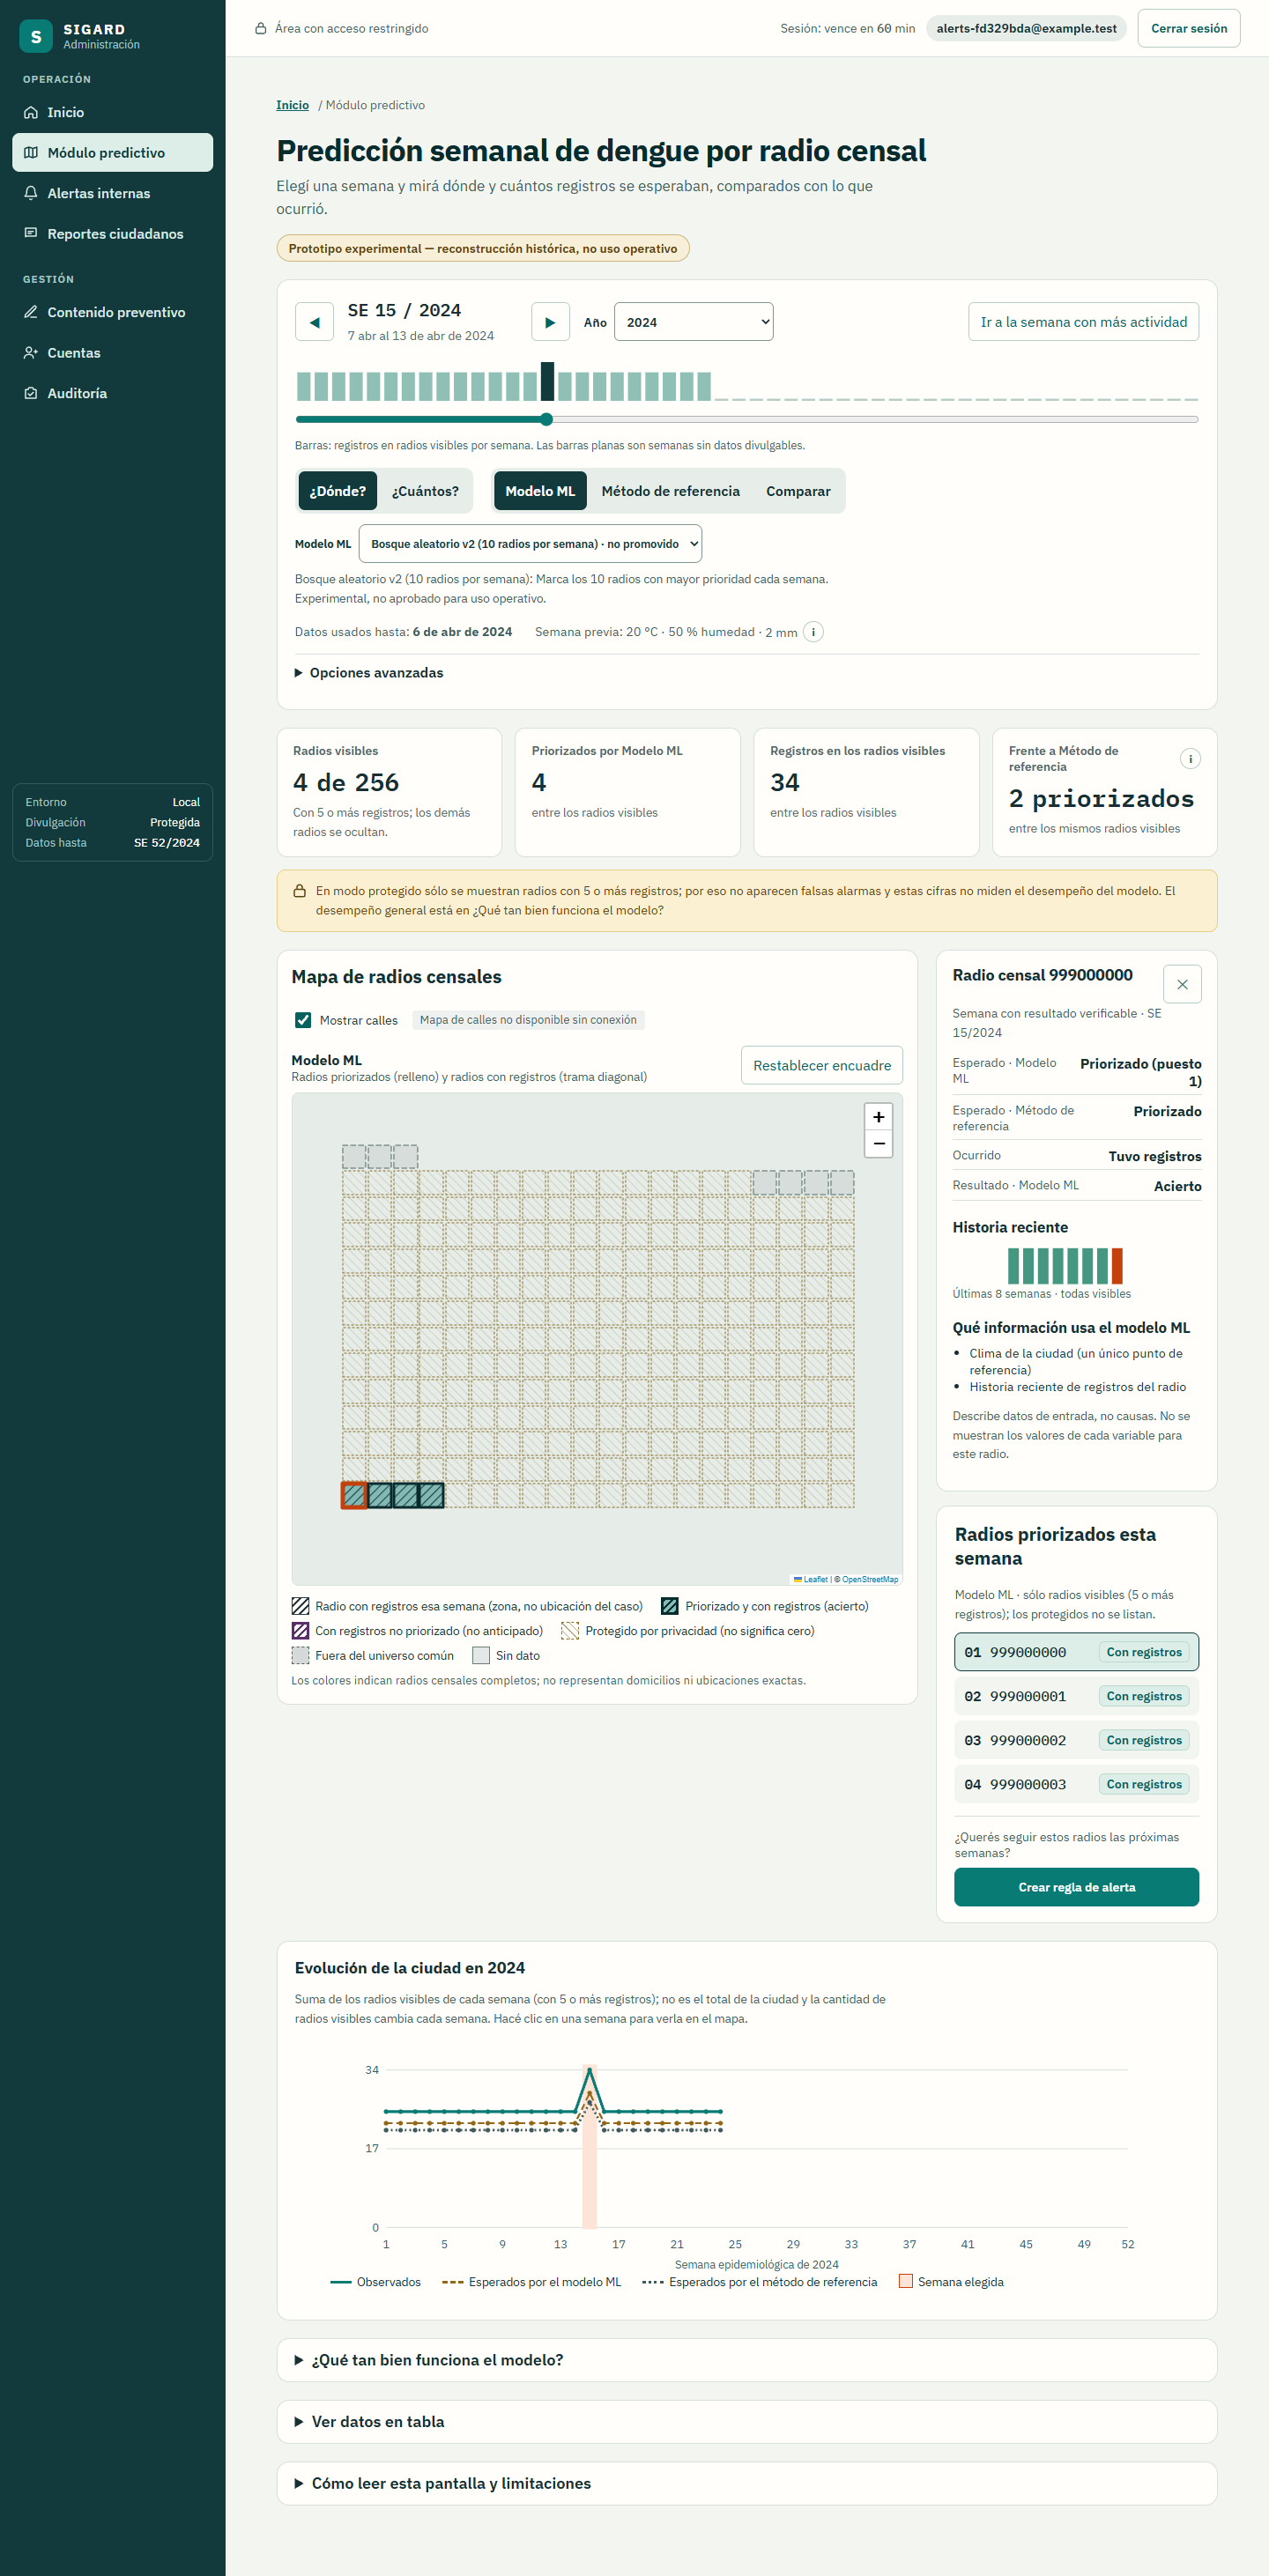 S
SIGARD
Administración
OPERACIÓN
Inicio
Módulo predictivo
Alertas internas
Reportes ciudadanos
GESTIÓN
Contenido preventivo
Cuentas
Auditoría
Entorno Local
Divulgación Protegida
Datos hasta SE 52/2024
Área con acceso restringido
Sesión: vence en 60 min
alerts-fd329bda@example.test
Cerrar sesión
Inicio / Módulo predictivo
Predicción semanal de dengue por radio censal
Elegí una semana y mirá dónde y cuántos registros se esperaban, comparados con lo que
ocurrió.
Prototipo experimental — reconstrucción histórica, no uso operativo
SE 15 / 2024
7 abr al 13 de abr de 2024
Año
2024
Ir a la semana con más actividad
Barras: registros en radios visibles por semana. Las barras planas son semanas sin datos divulgables.
¿Dónde?
¿Cuántos?
Modelo ML
Método de referencia
Comparar
Modelo ML
Bosque aleatorio v2 (10 radios por semana) · no promovido
Bosque aleatorio v2 (10 radios por semana): Marca los 10 radios con mayor prioridad cada semana.
Experimental, no aprobado para uso operativo.
Datos usados hasta: 6 de abr de 2024
Semana previa: 20 °C · 50 % humedad · 2 mm
i
Opciones avanzadas
Radios visibles
4 de 256
Con 5 o más registros; los demás
radios se ocultan.
Priorizados por Modelo ML
4
entre los radios visibles
Registros en los radios visibles
34
entre los radios visibles
Frente a Método de
referencia
i
2 priorizados
entre los mismos radios visibles
En modo protegido sólo se muestran radios con 5 o más registros; por eso no aparecen falsas alarmas y estas cifras no miden el desempeño del modelo. El
desempeño general está en ¿Qué tan bien funciona el modelo?
Mapa de radios censales
Mostrar calles
Mapa de calles no disponible sin conexión
Modelo ML
Radios priorizados (relleno) y radios con registros (trama diagonal)
Restablecer encuadre
+
−
Leaflet | © OpenStreetMap
Radio con registros esa semana (zona, no ubicación del caso)
Priorizado y con registros (acierto)
Con registros no priorizado (no anticipado)
Protegido por privacidad (no significa cero)
Fuera del universo común
Sin dato
Los colores indican radios censales completos; no representan domicilios ni ubicaciones exactas.
Radio censal 999000000
Semana con resultado verificable · SE
15/2024
Esperado · Modelo
ML
Priorizado (puesto
1)
Esperado · Método de
referencia
Priorizado
Ocurrido
Tuvo registros
Resultado · Modelo ML
Acierto
Historia reciente
Últimas 8 semanas · todas visibles
Qué información usa el modelo ML
• Clima de la ciudad (un único punto de
referencia)
• Historia reciente de registros del radio
Describe datos de entrada, no causas. No se
muestran los valores de cada variable para
este radio.
Radios priorizados esta
semana
Modelo ML · sólo radios visibles (5 o más
registros); los protegidos no se listan.
01 999000000 Con registros
02 999000001 Con registros
03 999000002 Con registros
04 999000003 Con registros
¿Querés seguir estos radios las próximas
semanas?
Crear regla de alerta
Evolución de la ciudad en 2024
Suma de los radios visibles de cada semana (con 5 o más registros); no es el total de la ciudad y la cantidad de
radios visibles cambia cada semana. Hacé clic en una semana para verla en el mapa.
34
17
0
1 5 9 13 17 21 25 29 33 37 41 45 49 52
Semana epidemiológica de 2024
Observados
Esperados por el modelo ML
Esperados por el método de referencia
Semana elegida
¿Qué tan bien funciona el modelo?
Ver datos en tabla
Cómo leer esta pantalla y limitaciones